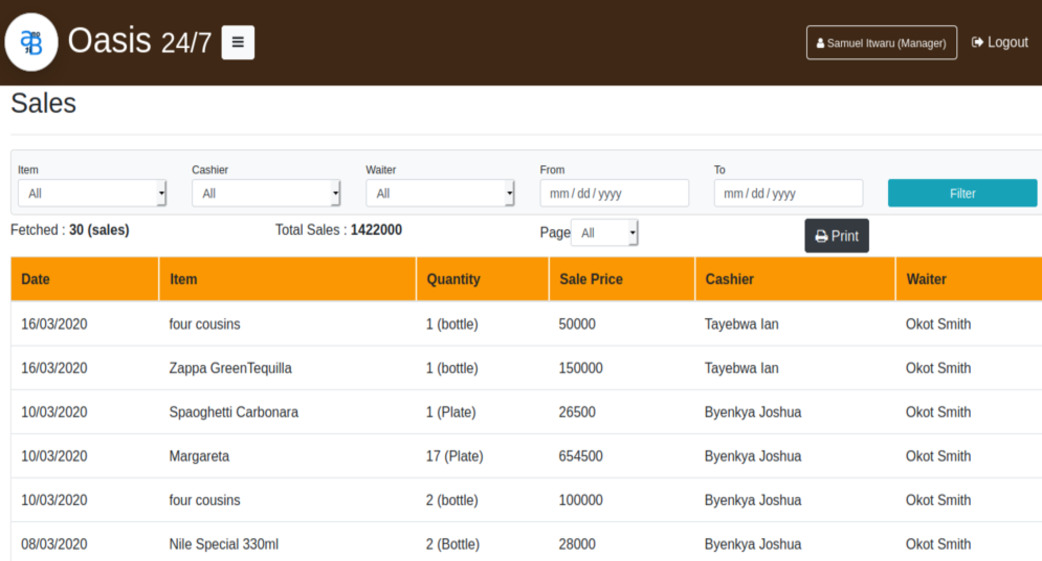 Oasis 24/7
Samuel Itwaru (Manager)
Logout
Sales
Item Cashier Waiter From To
All All All mm / dd / yyyy mm / dd / yyyy Filter
Fetched : 30 (sales) Total Sales : 1422000 Page All Print
Date Item Quantity Sale Price Cashier Waiter
16/03/2020 four cousins 1 (bottle) 50000 Tayebwa Ian Okot Smith
16/03/2020 Zappa GreenTequilla 1 (bottle) 150000 Tayebwa Ian Okot Smith
10/03/2020 Spaoghetti Carbonara 1 (Plate) 26500 Byenkya Joshua Okot Smith
10/03/2020 Margareta 17 (Plate) 654500 Byenkya Joshua Okot Smith
10/03/2020 four cousins 2 (bottle) 100000 Byenkya Joshua Okot Smith
08/03/2020 Nile Special 330ml 2 (Bottle) 28000 Byenkya Joshua Okot Smith